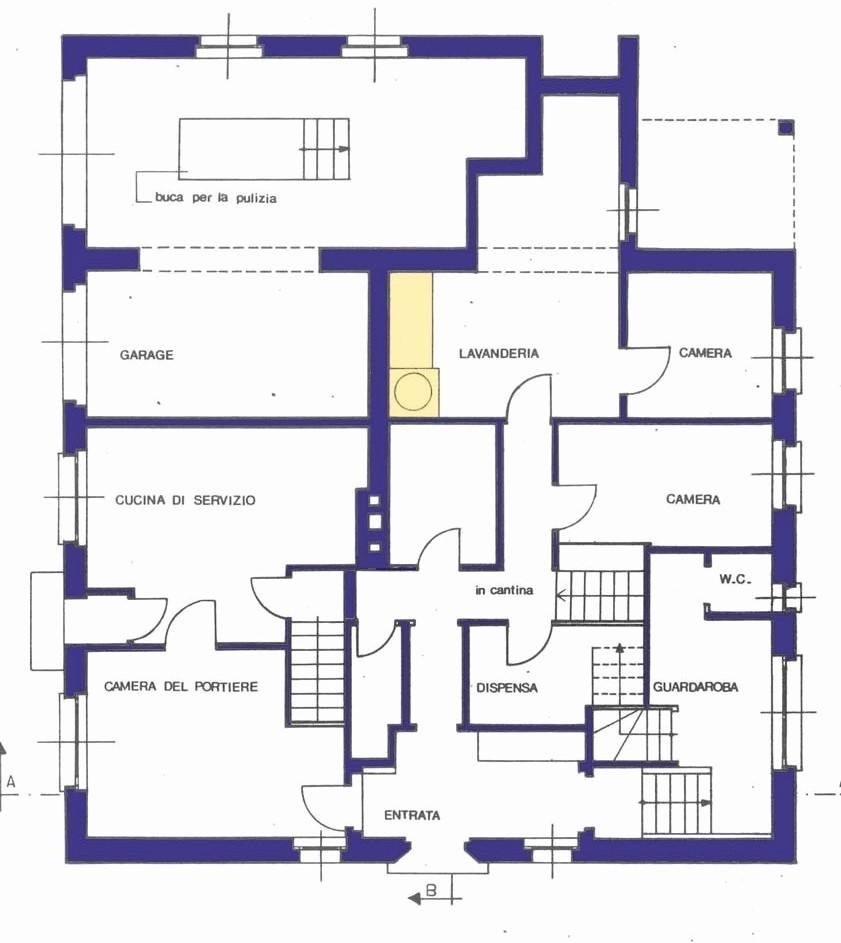 buca per la pulizia
GARAGE
LAVANDERIA
CAMERA
CUCINA DI SERVIZIO
CAMERA
in cantina
W.C.
CAMERA DEL PORTIERE
DISPENSA
GUARDAROBA
A
ENTRATA
B